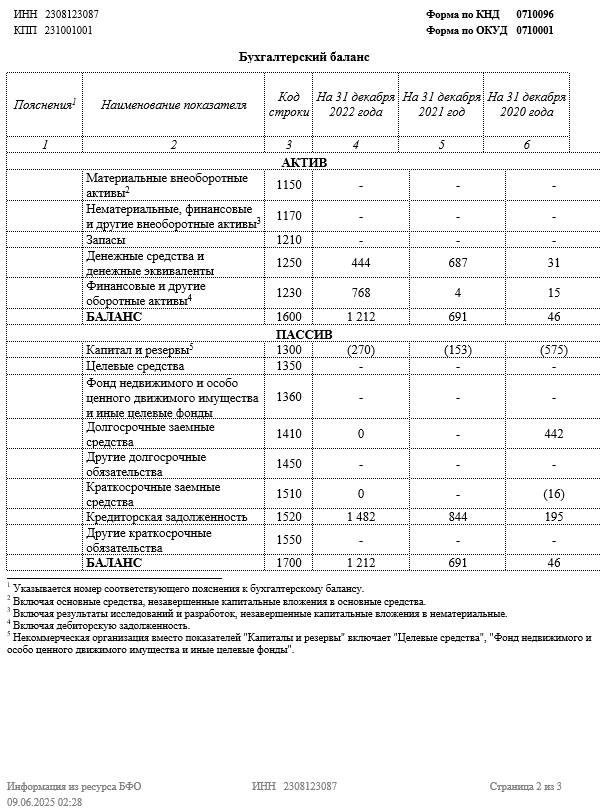 ИНН 2308123087 Форма по КНД 0710096
КПП 231001001 Форма по ОКУД 0710001
Бухгалтерский баланс
Пояснения1 Наименование показателя Код строки На 31 декабря 2022 года На 31 декабря 2021 год На 31 декабря 2020 года
1 2 3 4 5 6
АКТИВ
Материальные внеоборотные активы2 1150 - - -
Нематериальные, финансовые и другие внеоборотные активы3 1170 - - -
Запасы 1210 - - -
Денежные средства и денежные эквиваленты 1250 444 687 31
Финансовые и другие оборотные активы4 1230 768 4 15
БАЛАНС 1600 1 212 691 46
ПАССИВ
Капитал и резервы5 1300 (270) (153) (575)
Целевые средства 1350 - - -
Фонд недвижимого и особо ценного движимого имущества и иные целевые фонды 1360 - - -
Долгосрочные заемные средства 1410 0 - 442
Другие долгосрочные обязательства 1450 - - -
Краткосрочные заемные средства 1510 0 - (16)
Кредиторская задолженность 1520 1 482 844 195
Другие краткосрочные обязательства 1550 - - -
БАЛАНС 1700 1 212 691 46
1 Указывается номер соответствующего пояснения к бухгалтерскому балансу.
2 Включая основные средства, незавершенные капитальные вложения в основные средства.
3 Включая результаты исследований и разработок, незавершенные капитальные вложения в нематериальные.
4 Включая дебиторскую задолженность.
5 Некоммерческая организация вместо показателей "Капиталы и резервы" включает "Целевые средства", "Фонд недвижимого и
особо ценного движимого имущества и иные целевые фонды".
Информация из ресурса БФО ИНН 2308123087 Страница 2 из 3
09.06.2025 02:28